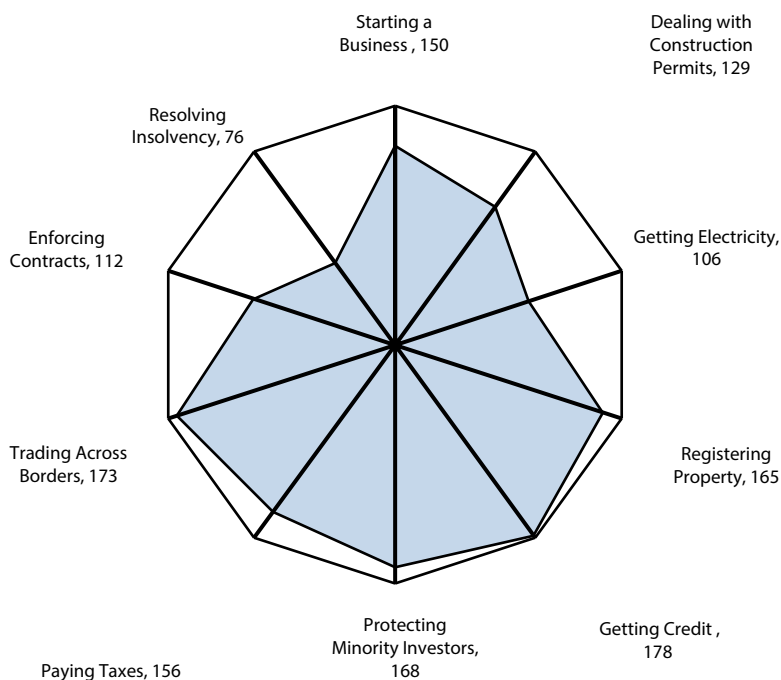 Starting a
Business , 150
Dealing with
Construction
Permits, 129
Getting Electricity,
106
Registering
Property, 165
Getting Credit ,
178
Protecting
Minority Investors,
168
Paying Taxes, 156
Trading Across
Borders, 173
Enforcing
Contracts, 112
Resolving
Insolvency, 76